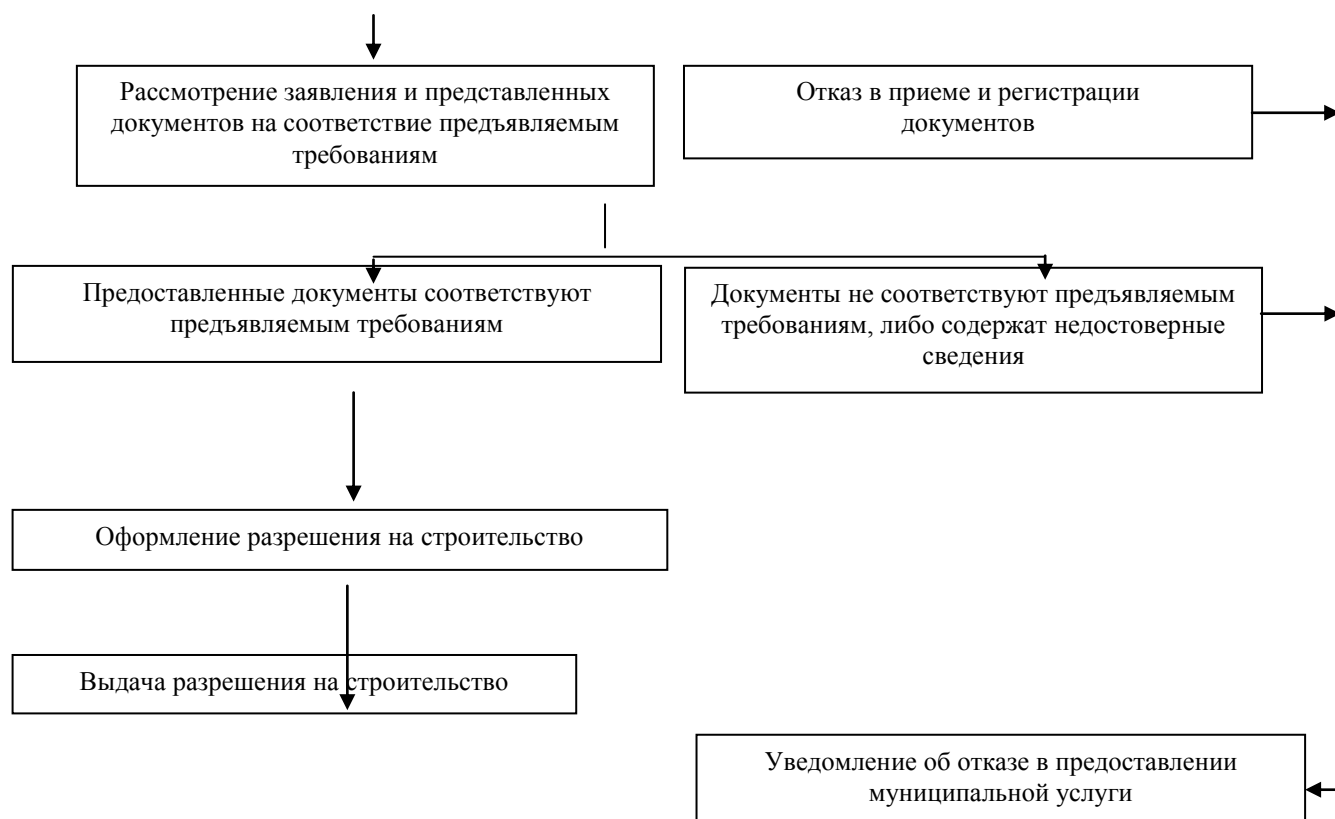 Рассмотрение заявления и представленных
документов на соответствие предъявляемым
требованиям
Отказ в приеме и регистрации
документов
Предоставленные документы соответствуют
предъявляемым требованиям
Документы не соответствуют предъявляемым
требованиям, либо содержат недостоверные
сведения
Оформление разрешения на строительство
Выдача разрешения на строительство
Уведомление об отказе в предоставлении
муниципальной услуги